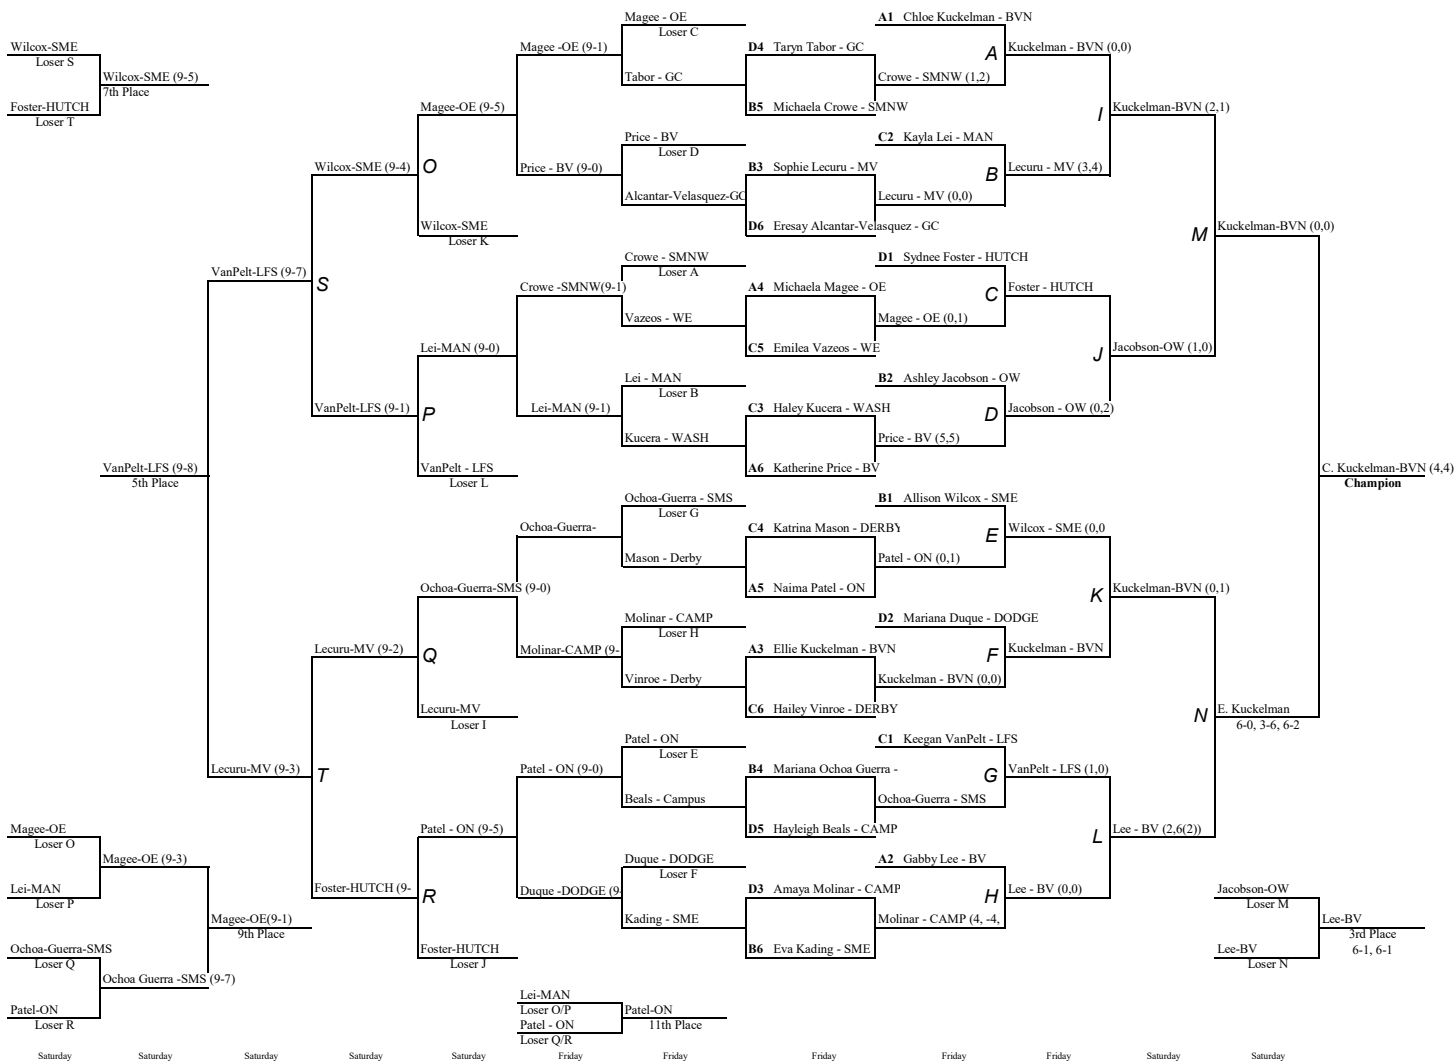 Wilcox-SME
Loser S
Wilcox-SME (9-5)
7th Place
Foster-HUTCH
Loser T
VanPelt-LFS (9-8)
5th Place
Magee-OE
Loser O
Magee-OE (9-3)
Lei-MAN
Loser P
Magee-OE(9-1)
9th Place
Ochoa-Guerra-SMS
Loser Q
Ochoa Guerra -SMS (9-7)
Patel-ON
Loser R
VanPelt-LFS (9-7)
Lecuru-MV (9-3)
Wilcox-SME (9-4)
S
VanPelt-LFS (9-1)
Lecuru-MV (9-2)
T
Foster-HUTCH (9-
Magee-OE (9-5)
O
Wilcox-SME
Loser K
Lei-MAN (9-0)
P
VanPelt - LFS
Loser L
Ochoa-Guerra-SMS (9-0)
Q
Lecuru-MV
Loser I
Patel - ON (9-5)
R
Foster-HUTCH
Loser J
Magee -OE (9-1)
Price - BV (9-0)
Crowe -SMNW(9-1)
Lei-MAN (9-1)
Ochoa-Guerra-
Molinar-CAMP (9-
Patel - ON (9-0)
Duque -DODGE (9-
Lei-MAN
Loser O/P
Patel-ON
11th Place
Patel - ON
Loser Q/R
Magee - OE
Loser C
Tabor - GC
Price - BV
Loser D
Alcantar-Velasquez-GC
Crowe - SMNW
Loser A
Vazeos - WE
Lei - MAN
Loser B
Kucera - WASH
Ochoa-Guerra - SMS
Loser G
Mason - Derby
Molinar - CAMP
Loser H
Vinroe - Derby
Patel - ON
Loser E
Beals - Campus
Duque - DODGE
Loser F
Kading - SME
D4 Taryn Tabor - GC
B5 Michaela Crowe - SMNW
B3 Sophie Lecuru - MV
D6 Eresay Alcantar-Velasquez - GC
A4 Michaela Magee - OE
C5 Emilea Vazeos - WE
C3 Haley Kucera - WASH
A6 Katherine Price - BV
C4 Katrina Mason - DERBY
A5 Naima Patel - ON
A3 Ellie Kuckelman - BVN
C6 Hailey Vinroe - DERBY
B4 Mariana Ochoa Guerra -
D5 Hayleigh Beals - CAMP
D3 Amaya Molinar - CAMP
B6 Eva Kading - SME
A1 Chloe Kuckelman - BVN
A
Crowe - SMNW (1,2)
C2 Kayla Lei - MAN
B
Lecuru - MV (0,0)
D1 Sydnee Foster - HUTCH
C
Magee - OE (0,1)
B2 Ashley Jacobson - OW
D
Price - BV (5,5)
B1 Allison Wilcox - SME
E
Patel - ON (0,1)
D2 Mariana Duque - DODGE
F
Kuckelman - BVN (0,0)
C1 Keegan VanPelt - LFS
G
Ochoa-Guerra - SMS
A2 Gabby Lee - BV
H
Molinar - CAMP (4, -4,
Kuckelman - BVN (0,0)
I
Lecuru - MV (3,4)
Foster - HUTCH
J
Jacobson - OW (0,2)
Wilcox - SME (0,0
K
Kuckelman - BVN
VanPelt - LFS (1,0)
L
Lee - BV (0,0)
Kuckelman-BVN (2,1)
M
Jacobson-OW (1,0)
Kuckelman-BVN (0,1)
N
Lee - BV (2,6(2))
Kuckelman-BVN (0,0)
E. Kuckelman
6-0, 3-6, 6-2
C. Kuckelman-BVN (4,4)
Champion
Jacobson-OW
Loser M
Lee-BV
3rd Place
6-1, 6-1
Lee-BV
Loser N
Saturday Saturday Saturday Saturday Saturday Friday Friday Friday Friday Friday Saturday Saturday